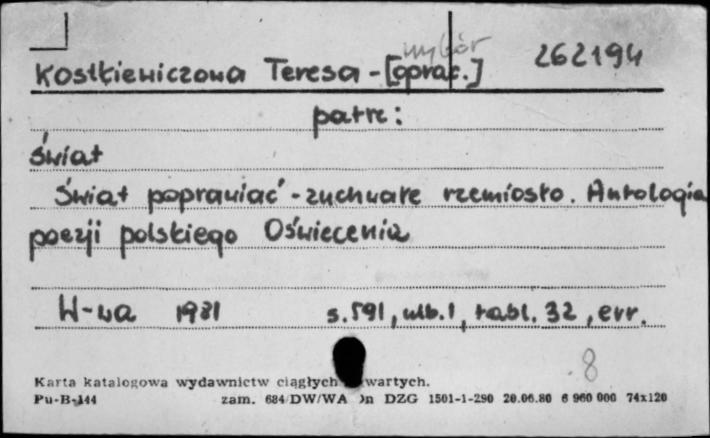 wybór
Kostkiewiczowa Teresa - [oprac.] 262194
patrz:
Świat
Świat poprawiać - zuchwałe rzemiosło. Antologia
poezji polskiego Oświecenia
W-wa 1981 s. 591, nlb. 1, tabl. 32, err.
8
Karta katalogowa wydawnictw ciągłych wartych.
Pu-B-144 zam. 684/DW/WA DZG 1501-1-290 20.06.80 6 960 000 74x120